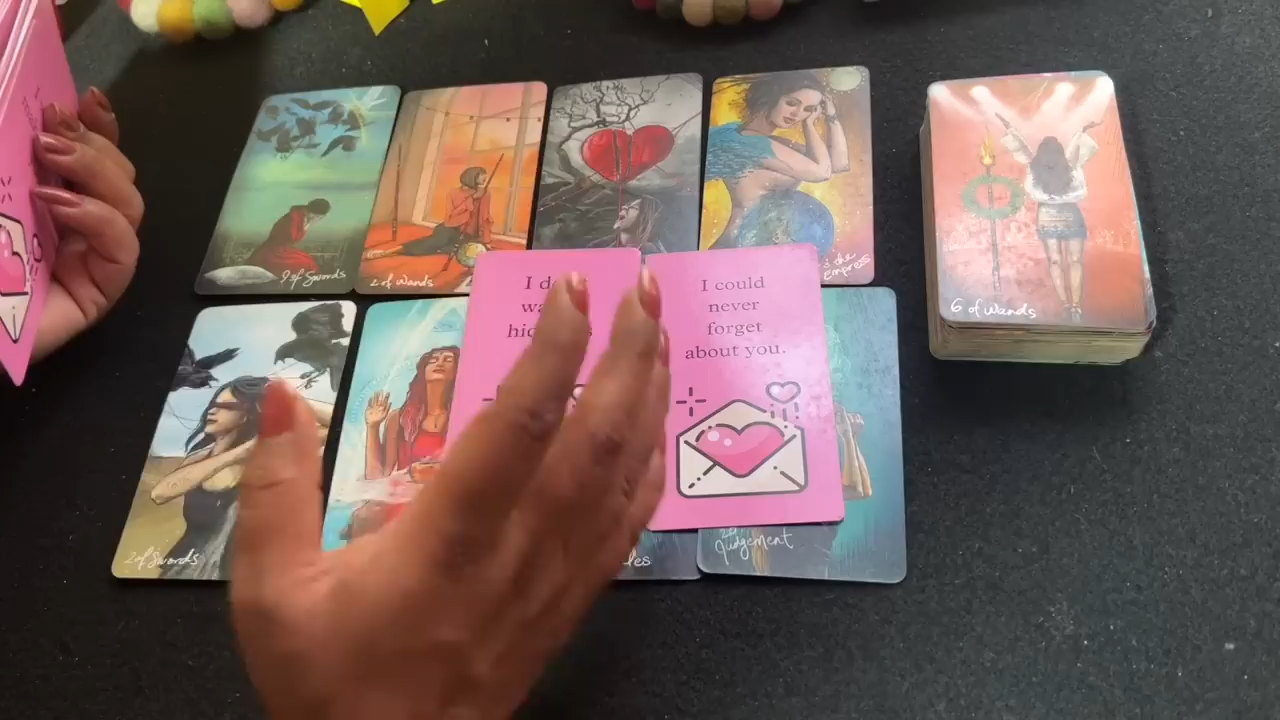 9 of Swords
2 of Wands
3 the
Empress
6 of Wands
I
I could
never
forget
about you.
2 of Swords
Judgement